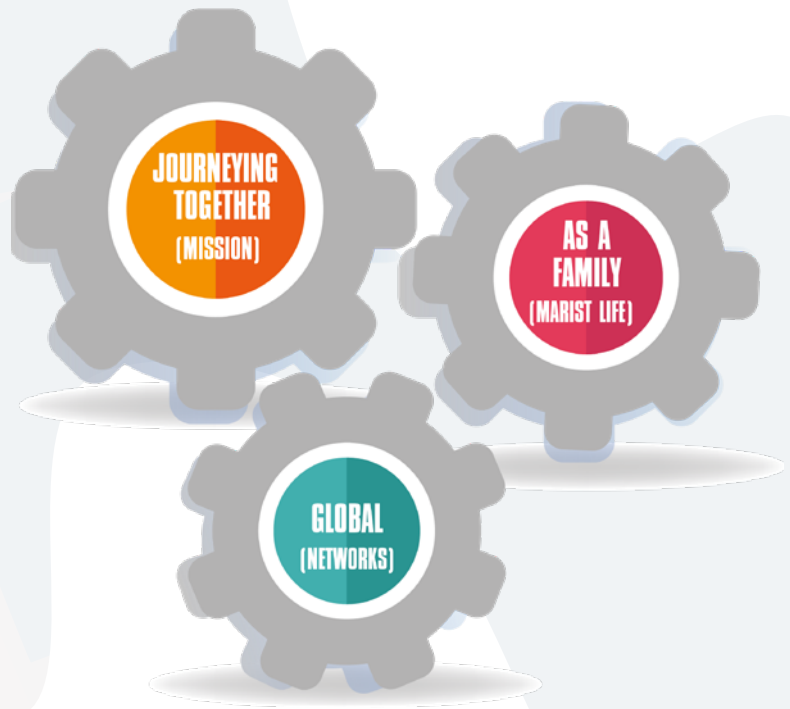 JOURNEYING
TOGETHER
(MISSION)
AS A
FAMILY
(MARIST LIFE)
GLOBAL
(NETWORKS)